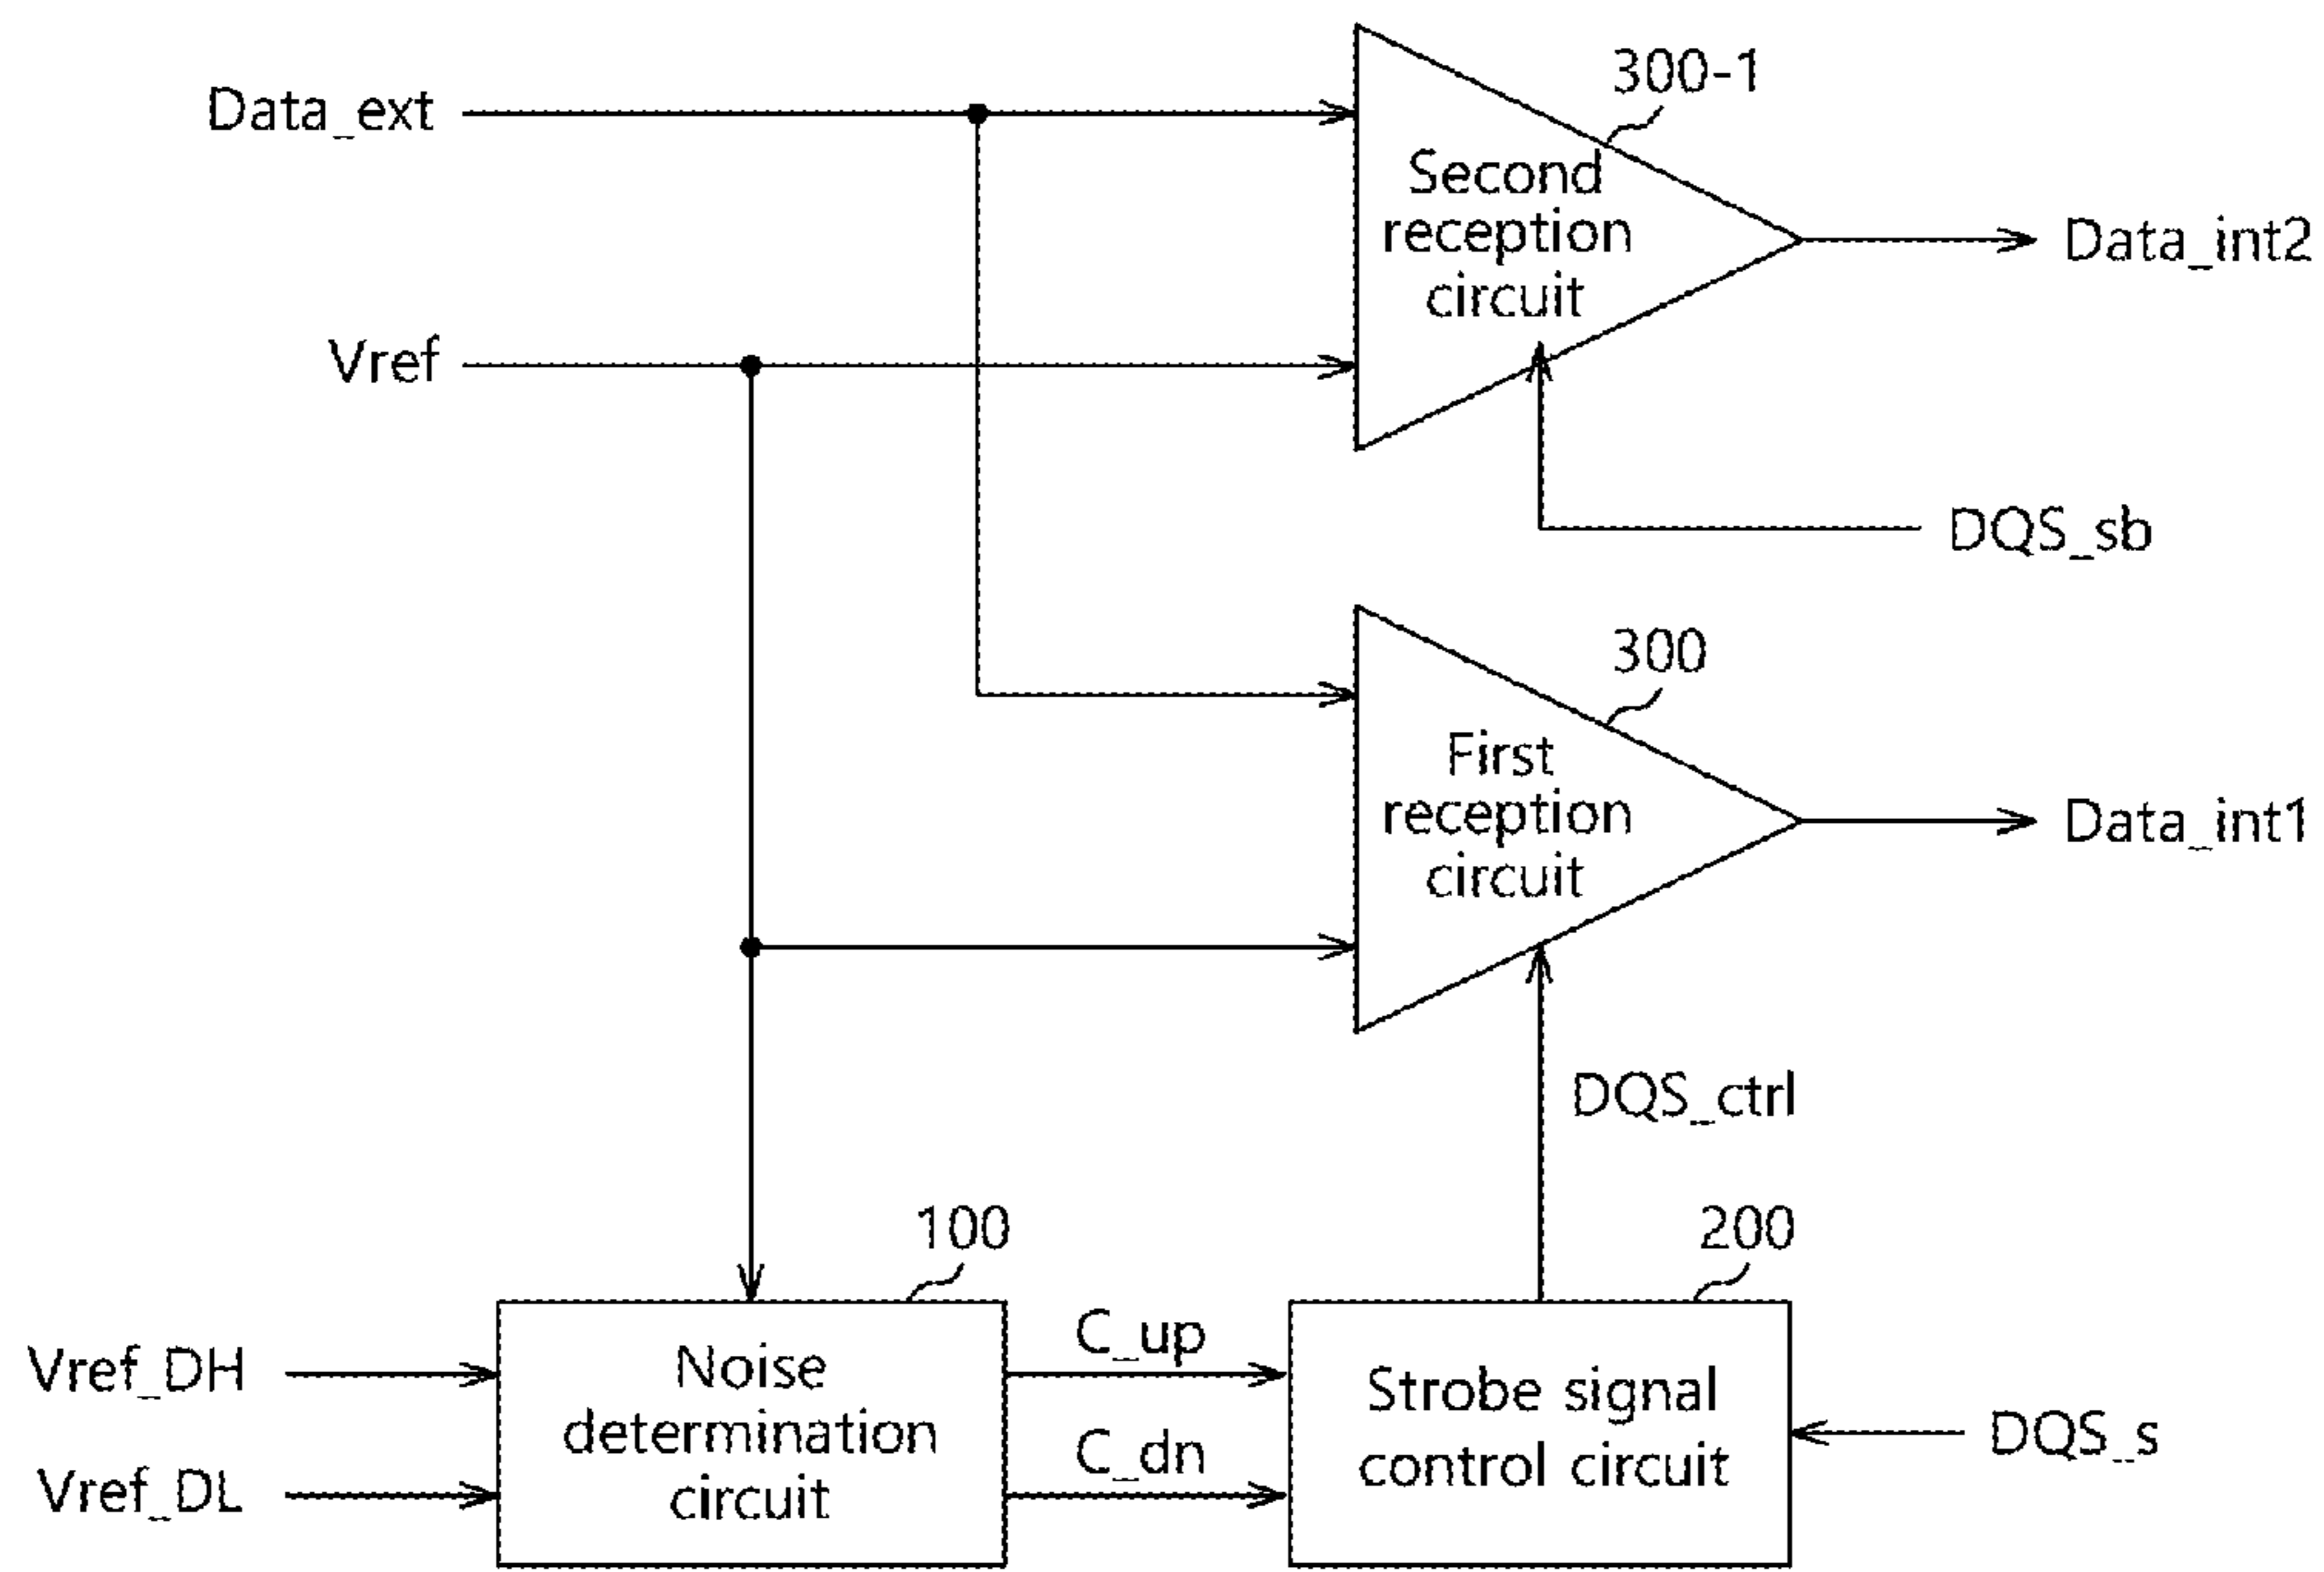 300-1
Data_ext
Second
reception
circuit
Data_int2
Vref
DQS_sb
300
First
reception
circuit
Data_int1
DQS_ctrl
100
200
Vref_DH
Vref_DL
Noise
determination
circuit
C_up
C_dn
Strobe signal
control circuit
DQS_s